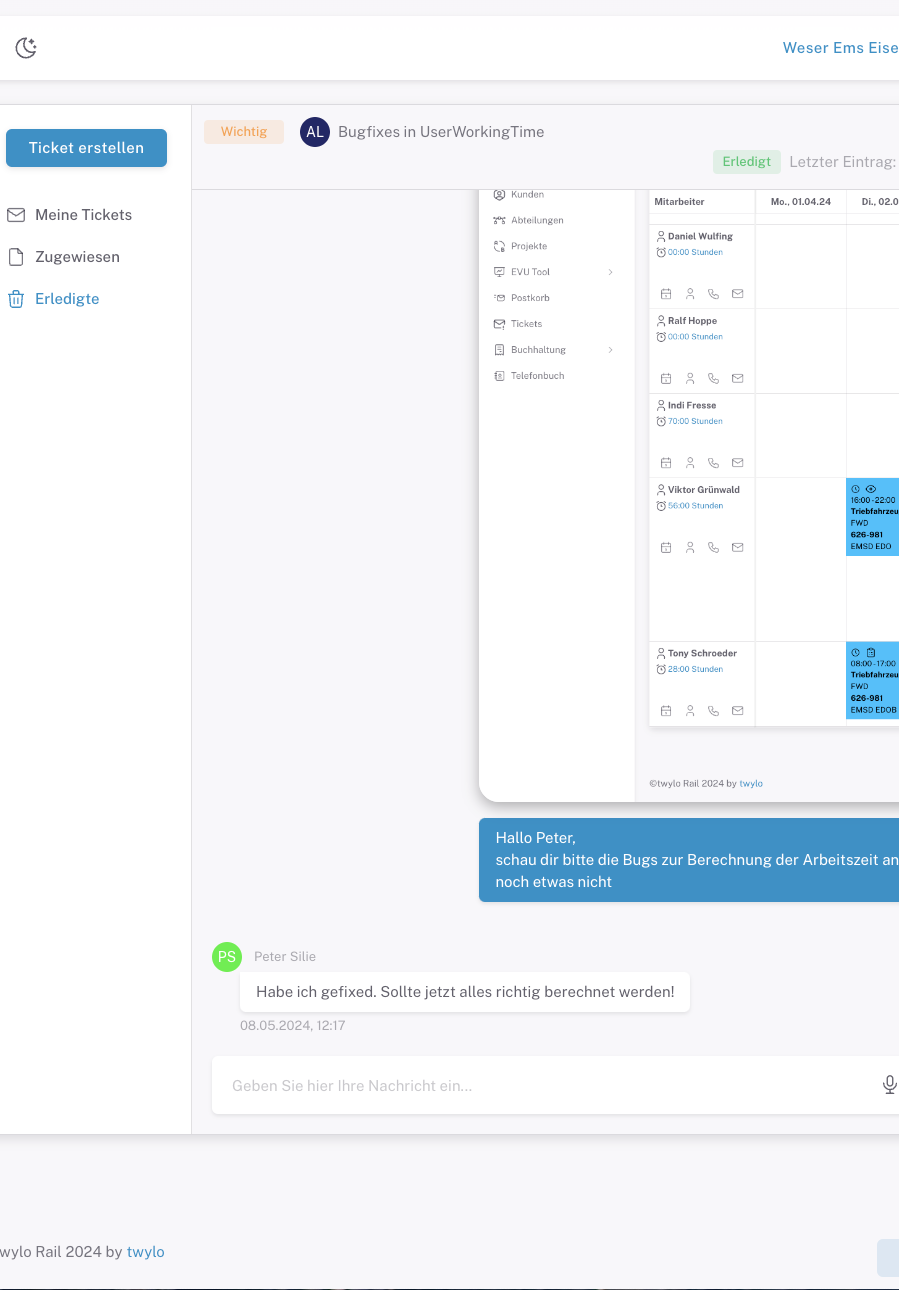 Weser Ems Eise
Ticket erstellen
Meine Tickets
Zugewiesen
Erledigte
Wichtig
AL
Bugfixes in UserWorkingTime
Erledigt
Letzter Eintrag:
Kunden
Abteilungen
Projekte
EVU Tool
Postkorb
Tickets
Buchhaltung
Telefonbuch
Mitarbeiter
Mo., 01.04.24
Di., 02.0
Daniel Wulfing
00:00 Stunden
Ralf Hoppe
00:00 Stunden
Indi Fresse
70:00 Stunden
Viktor Grünwald
56:00 Stunden
16:00 - 22:00
Triebfahrzeu
FWD
626-981
EMSD EDO
Tony Schroeder
28:00 Stunden
08:00 - 17:00
Triebfahrzeu
FWD
626-981
EMSD EDOB
©twylo Rail 2024 by twylo
Hallo Peter,
schau dir bitte die Bugs zur Berechnung der Arbeitszeit an
noch etwas nicht
PS
Peter Silie
Habe ich gefixed. Sollte jetzt alles richtig berechnet werden!
08.05.2024, 12:17
Geben Sie hier Ihre Nachricht ein...
wylo Rail 2024 by twylo